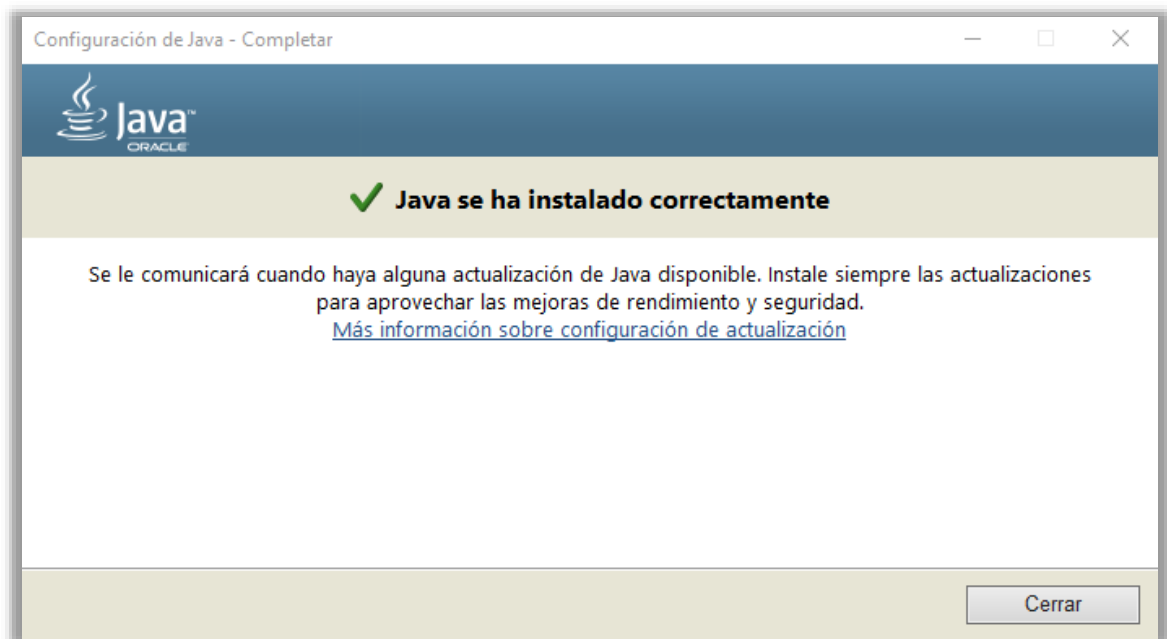 Configuración de Java - Completar
Java™
ORACLE
Java se ha instalado correctamente
Se le comunicará cuando haya alguna actualización de Java disponible. Instale siempre las actualizaciones
para aprovechar las mejoras de rendimiento y seguridad.
Más información sobre configuración de actualización
Cerrar